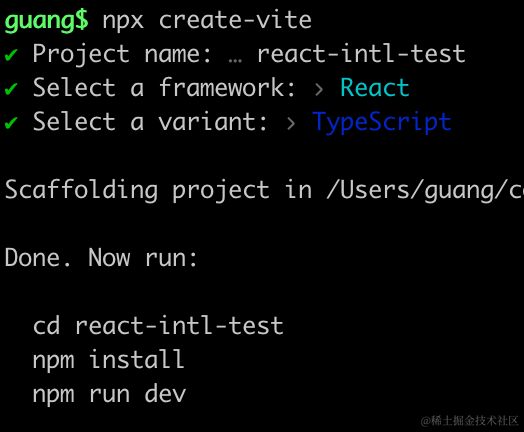 guang$ npx create-vite
✔ Project name: … react-intl-test
✔ Select a framework: › React
✔ Select a variant: › TypeScript
Scaffolding project in /Users/guang/c
Done. Now run:
cd react-intl-test
npm install
npm run dev
@稀土掘金技术社区